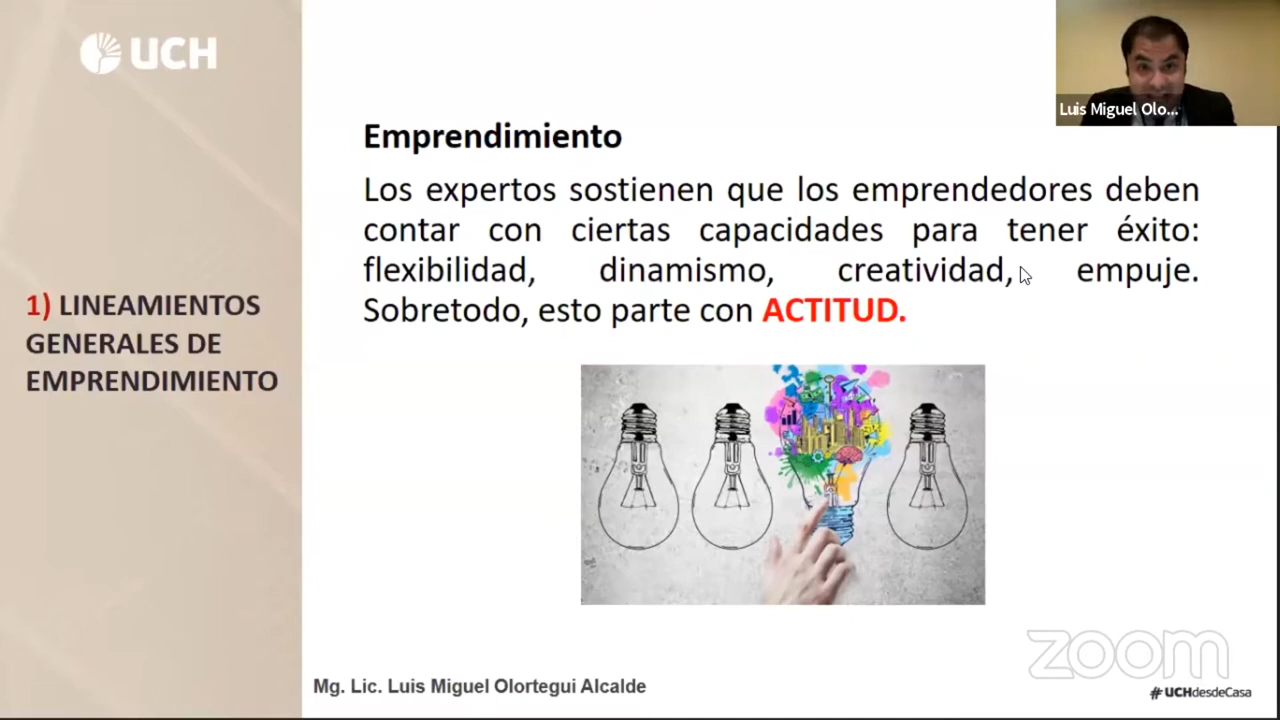 UCH
Luis Miguel Olo...
Emprendimiento
Los expertos sostienen que los emprendedores deben
contar con ciertas capacidades para tener éxito:
flexibilidad, dinamismo, creatividad, empuje.
Sobretodo, esto parte con ACTITUD.
1) LINEAMIENTOS
GENERALES DE
EMPRENDIMIENTO
zoom
Mg. Lic. Luis Miguel Olortegui Alcalde
#UCHdesdeCasa